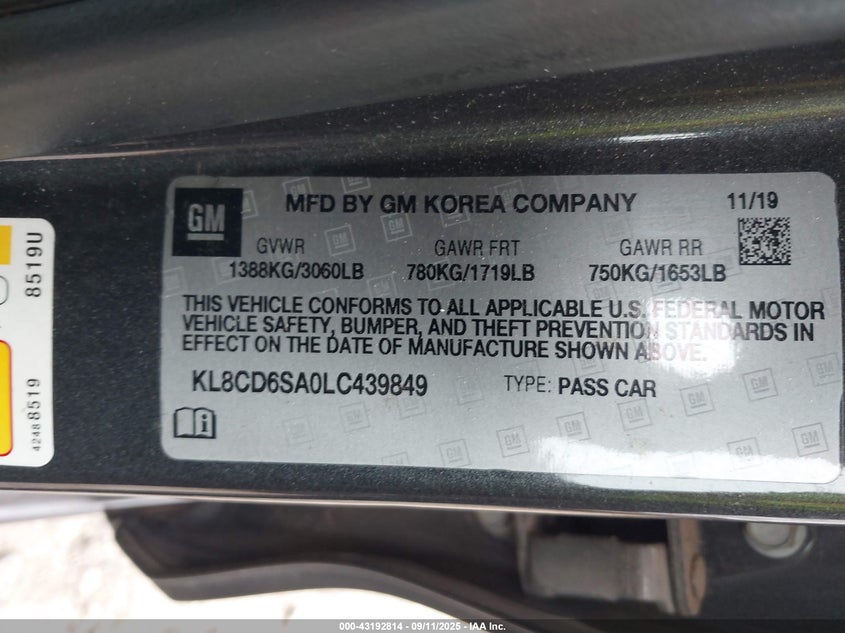 GM
MFD BY GM KOREA COMPANY
11/19
GVWR GAWR FRT GAWR RR
1388KG/3060LB 780KG/1719LB 750KG/1653LB
THIS VEHICLE CONFORMS TO ALL APPLICABLE U.S. FEDERAL MOTOR
VEHICLE SAFETY, BUMPER, AND THEFT PREVENTION STANDARDS IN
EFFECT ON THE DATE OF MANUFACTURE SHOWN ABOVE.
KL8CD6SA0LC439849 TYPE: PASS CAR
8519U
4248 8519
000-43192814 - 09/11/2025 - IAA Inc.